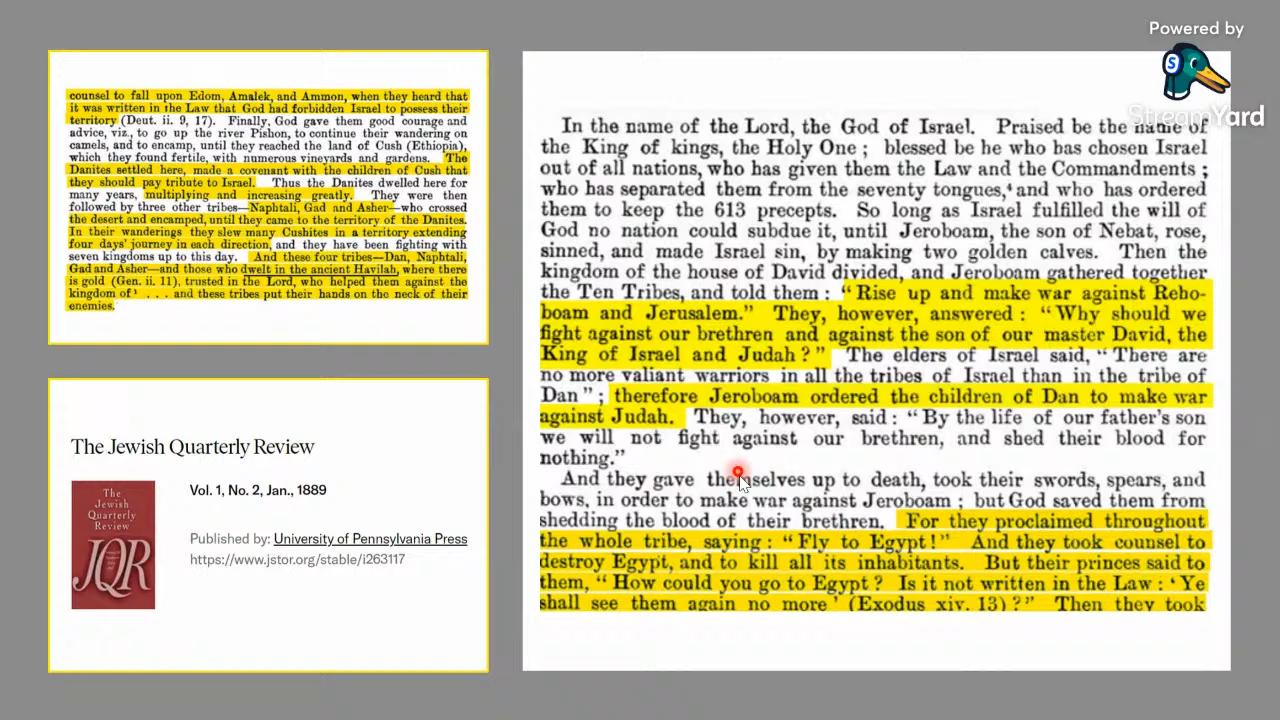 Powered by
S
StreamYard
counsel to fall upon Edom, Amalek, and Ammon, when they heard that
it was written in the Law that God had forbidden Israel to possess their
territory (Deut. ii. 9, 17). Finally, God gave them good courage and
advice, viz., to go up the river Pishon, to continue their wandering on
camels, and to encamp, until they reached the land of Cush (Ethiopia),
which they found fertile, with numerous vineyards and gardens. The
Danites settled here, made a covenant with the children of Cush that
they should pay tribute to Israel. Thus the Danites dwelled here for
many years, multiplying and increasing greatly. They were then
followed by three other tribes—Naphtali, Gad and Asher—who crossed
the desert and encamped, until they came to the territory of the Danites.
In their wanderings they slew many Cushites in a territory extending
four days' journey in each direction, and they have been fighting with
seven kingdoms up to this day. And these four tribes—Dan, Naphtali,
Gad and Asher—and those who dwelt in the ancient Havilah, where there
is gold (Gen. ii. 11), trusted in the Lord, who helped them against the
kingdom of . . . and these tribes put their hands on the neck of their
enemies.
The Jewish Quarterly Review
The
Jewish
Quarterly
Review
JQR
Vol. 1, No. 2, Jan., 1889
Published by: University of Pennsylvania Press
https://www.jstor.org/stable/i263117
In the name of the Lord, the God of Israel. Praised be the name of
the King of kings, the Holy One ; blessed be he who has chosen Israel
out of all nations, who has given them the Law and the Commandments ;
who has separated them from the seventy tongues,⁴ and who has ordered
them to keep the 613 precepts. So long as Israel fulfilled the will of
God no nation could subdue it, until Jeroboam, the son of Nebat, rose,
sinned, and made Israel sin, by making two golden calves. Then the
kingdom of the house of David divided, and Jeroboam gathered together
the Ten Tribes, and told them : “Rise up and make war against Reho-
boam and Jerusalem.” They, however, answered : “Why should we
fight against our brethren and against the son of our master David, the
King of Israel and Judah ?” The elders of Israel said, “There are
no more valiant warriors in all the tribes of Israel than in the tribe of
Dan” ; therefore Jeroboam ordered the children of Dan to make war
against Judah. They, however, said : “By the life of our father's son
we will not fight against our brethren, and shed their blood for
nothing.”
And they gave themselves up to death, took their swords, spears, and
bows, in order to make war against Jeroboam ; but God saved them from
shedding the blood of their brethren. For they proclaimed throughout
the whole tribe, saying : “Fly to Egypt !” And they took counsel to
destroy Egypt, and to kill all its inhabitants. But their princes said to
them, “How could you go to Egypt ? Is it not written in the Law : ‘Ye
shall see them again no more’ (Exodus xiv. 13) ?” Then they took